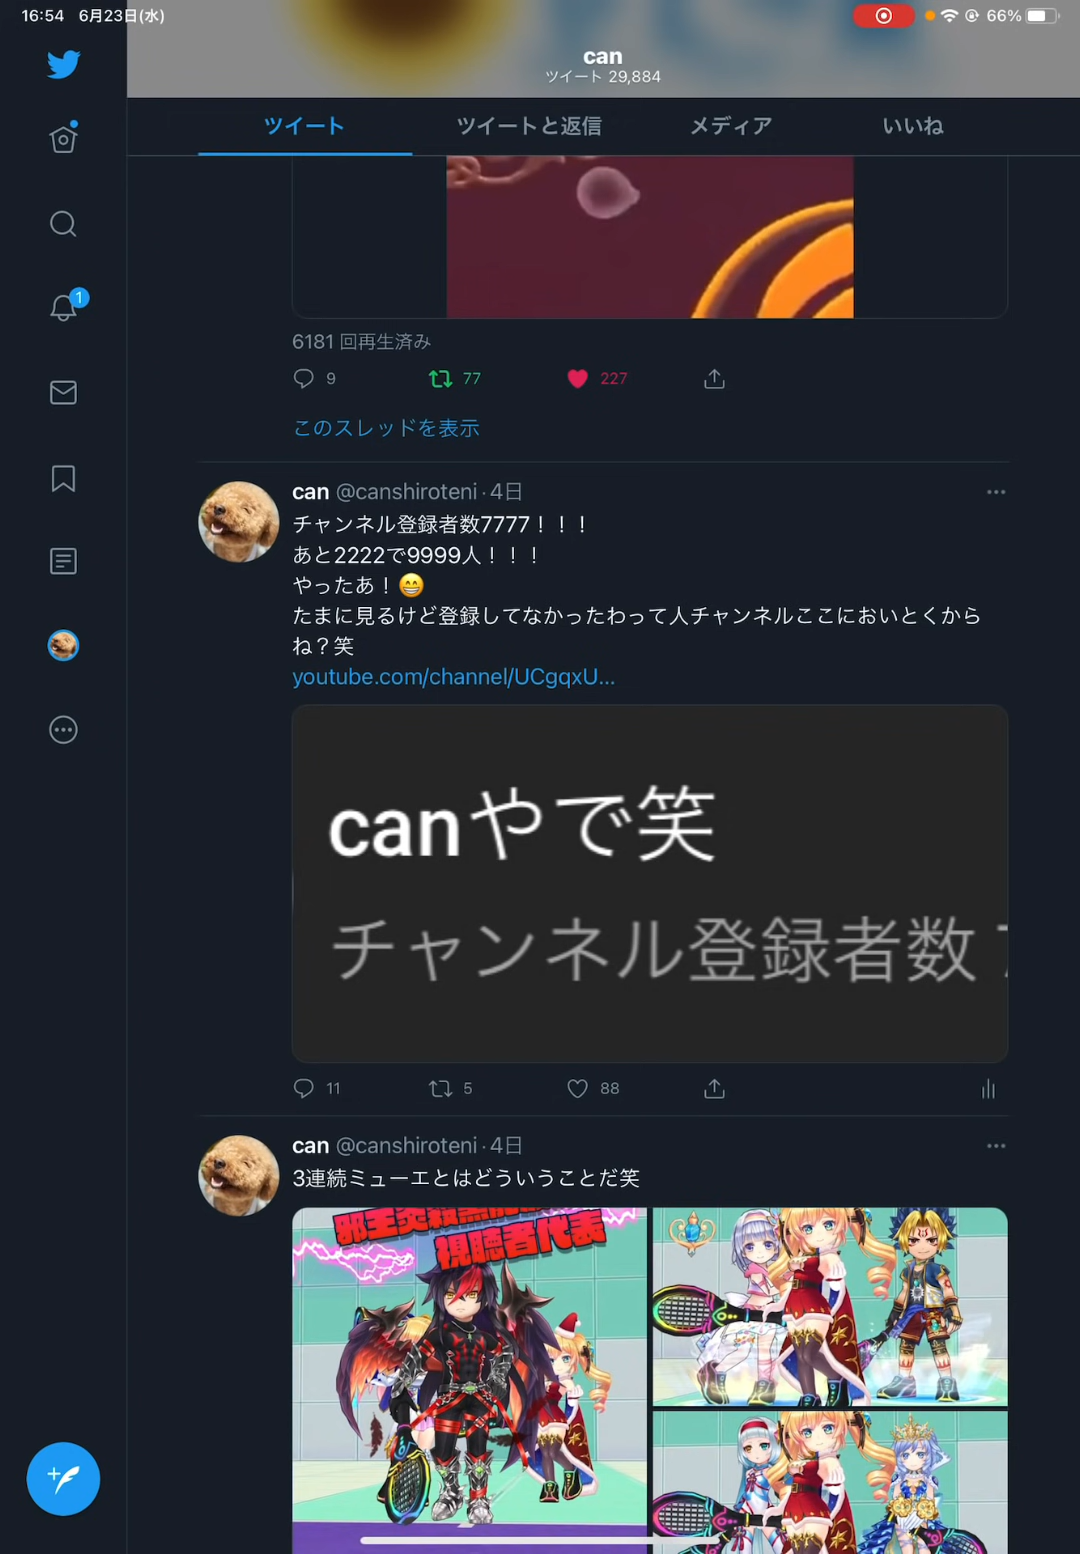 16:54 6月23日(水)
66%
can
ツイート 29,884
ツイート
ツイートと返信
メディア
いいね
6181 回再生済み
9
77
227
このスレッドを表示
1
can @canshiroteni · 4日
チャンネル登録者数7777！！！
あと2222で9999人！！！
やったあ！😁
たまに見るけど登録してなかったわって人チャンネルここにおいとくから
ね？笑
youtube.com/channel/UCgqxU...
canやで笑
チャンネル登録者数
11
5
88
can @canshiroteni · 4日
3連続ミューエとはどういうことだ笑
視聴者代表